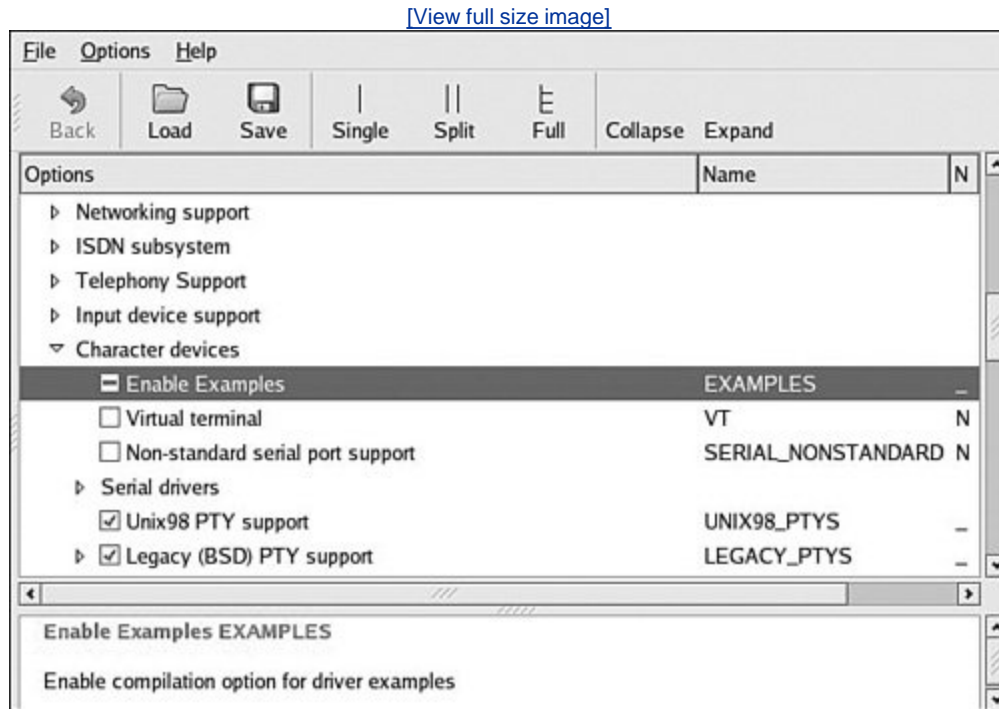 [View full size image]
File Options Help
Back Load Save Single Split Full Collapse Expand
Options Name N
Networking support
ISDN subsystem
Telephony Support
Input device support
Character devices
Enable Examples EXAMPLES _
Virtual terminal VT N
Non-standard serial port support SERIAL_NONSTANDARD N
Serial drivers
Unix98 PTY support UNIX98_PTYS _
Legacy (BSD) PTY support LEGACY_PTYS _
Enable Examples EXAMPLES
Enable compilation option for driver examples